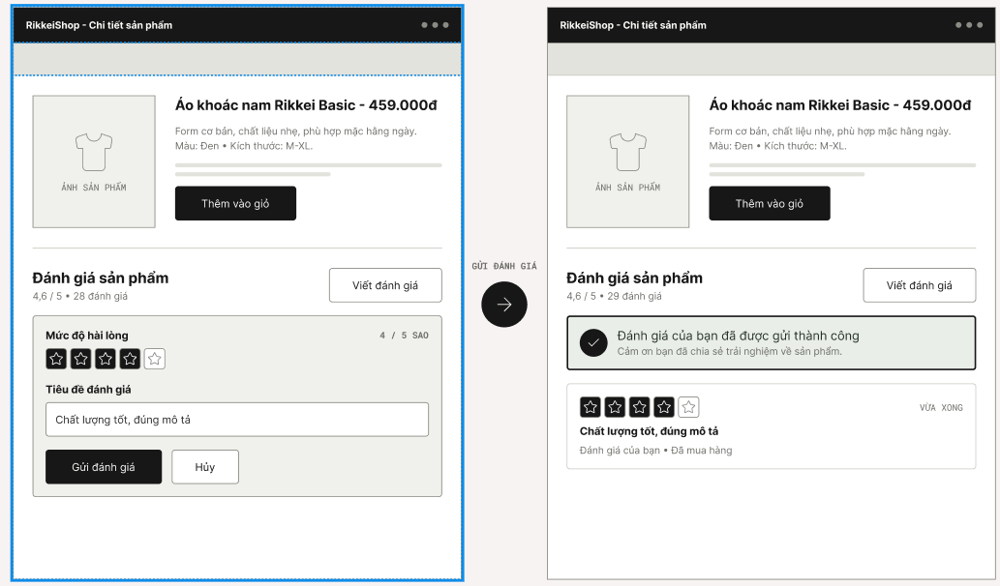 RikkeiShop - Chi tiết sản phẩm
Áo khoác nam Rikkei Basic - 459.000đ
Form cơ bản, chất liệu nhẹ, phù hợp mặc hằng ngày.
Màu: Đen • Kích thước: M-XL.
ẢNH SẢN PHẨM
Thêm vào giỏ
Đánh giá sản phẩm
4,6 / 5 • 28 đánh giá
Viết đánh giá
Mức độ hài lòng
4 / 5 SAO
Tiêu đề đánh giá
Chất lượng tốt, đúng mô tả
Gửi đánh giá
Hủy
GỬI ĐÁNH GIÁ
RikkeiShop - Chi tiết sản phẩm
Áo khoác nam Rikkei Basic - 459.000đ
Form cơ bản, chất liệu nhẹ, phù hợp mặc hằng ngày.
Màu: Đen • Kích thước: M-XL.
ẢNH SẢN PHẨM
Thêm vào giỏ
Đánh giá sản phẩm
4,6 / 5 • 29 đánh giá
Viết đánh giá
Đánh giá của bạn đã được gửi thành công
Cảm ơn bạn đã chia sẻ trải nghiệm về sản phẩm.
VỪA XONG
Chất lượng tốt, đúng mô tả
Đánh giá của bạn • Đã mua hàng